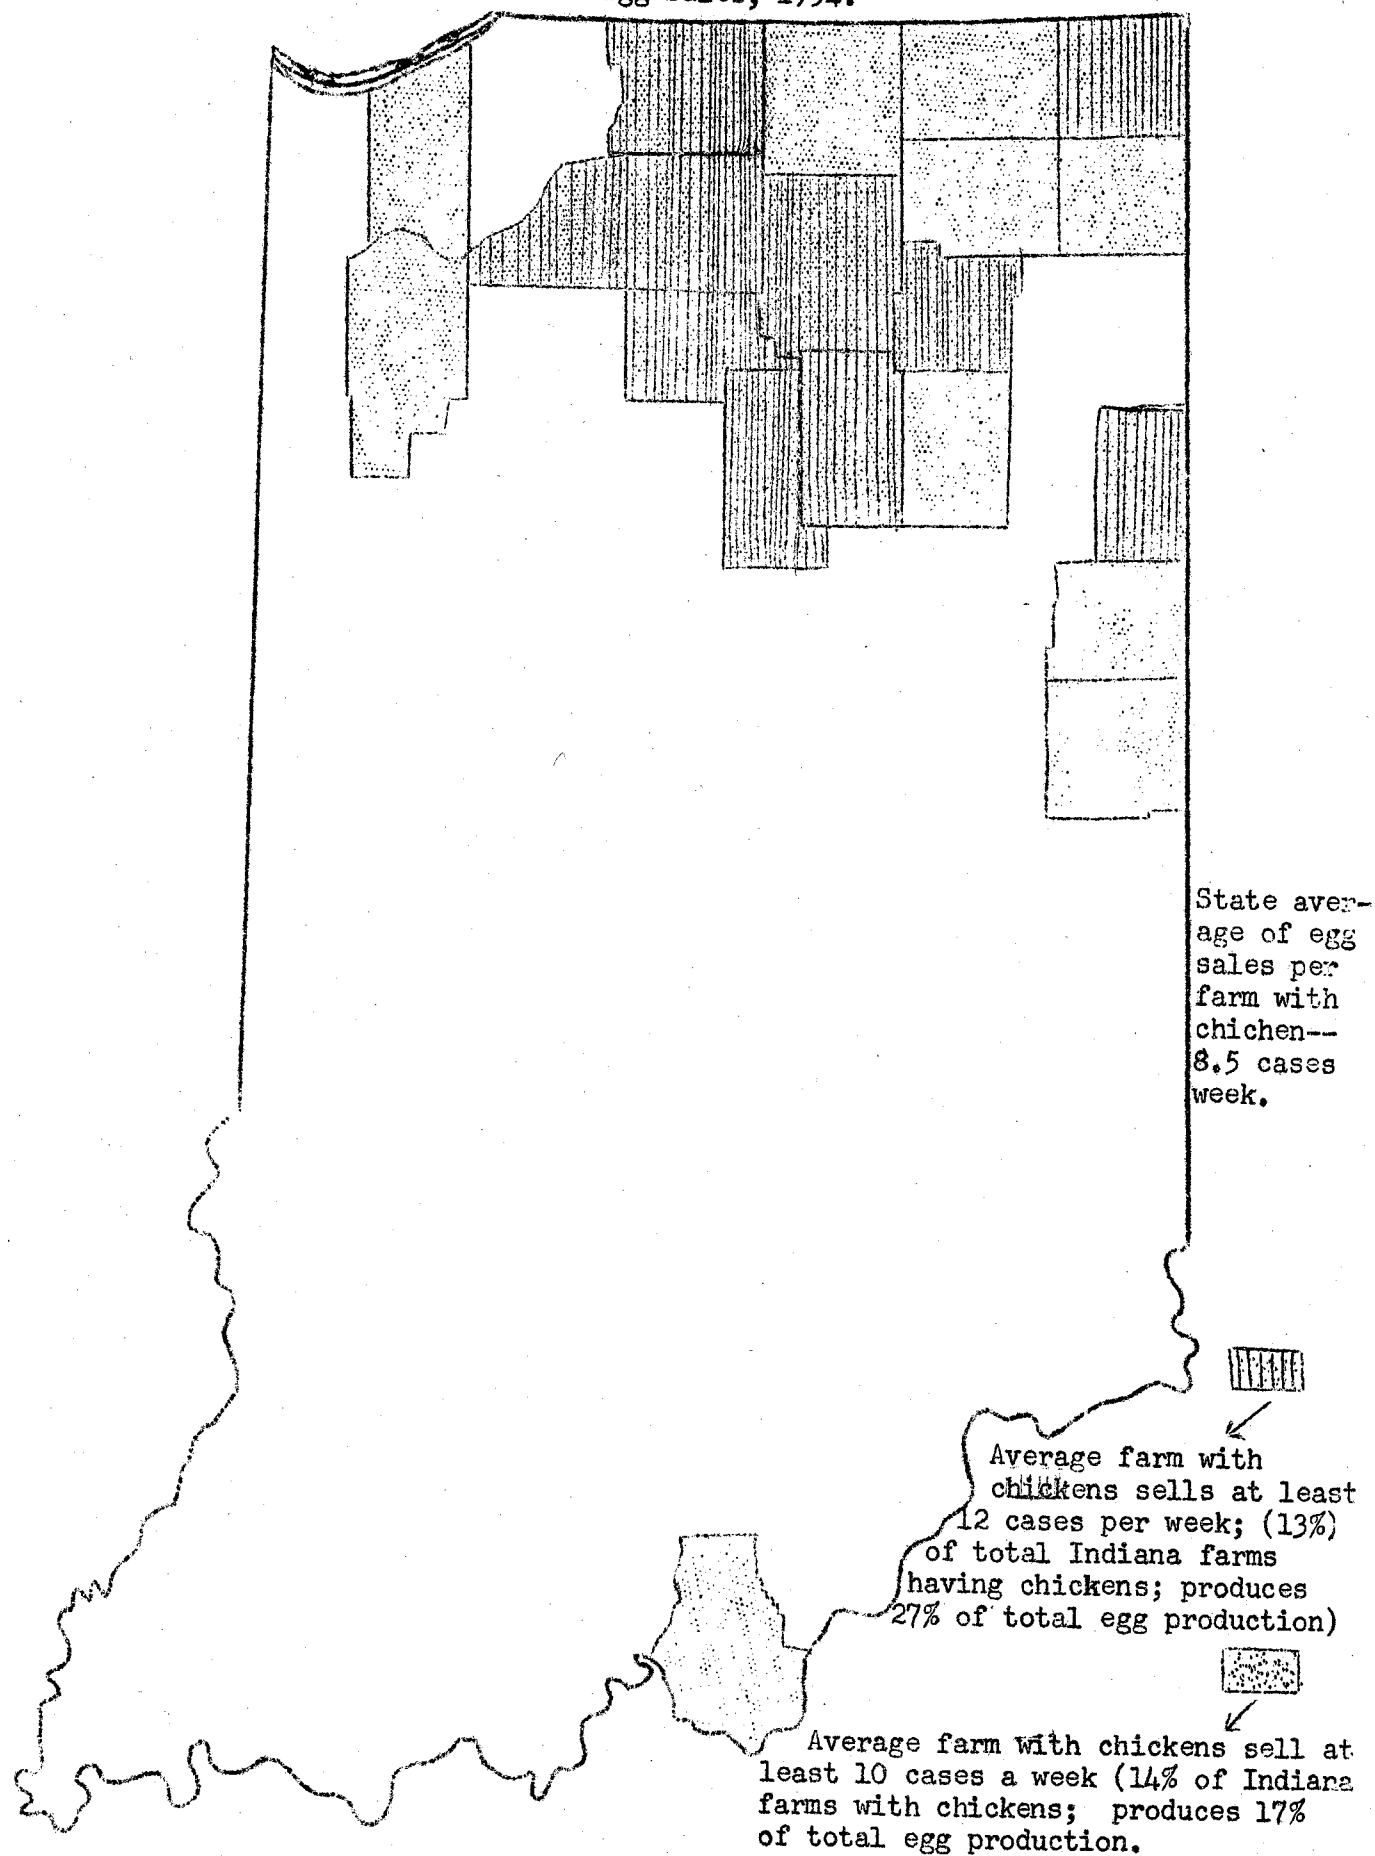 State aver-
age of egg
sales per
farm with
chichen--
8.5 cases
week.
Average farm with
chickens sells at least
12 cases per week; (13%)
of total Indiana farms
having chickens; produces
27% of total egg production)
Average farm with chickens sell at
least 10 cases a week (14% of Indiana
farms with chickens; produces 17%
of total egg production.